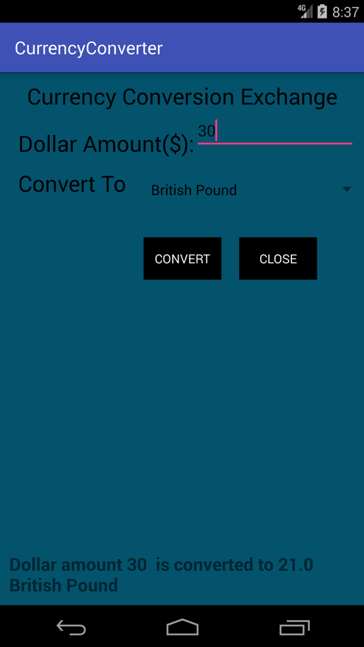 4G 8:37
CurrencyConverter
Currency Conversion Exchange
Dollar Amount($): 30
Convert To British Pound
CONVERT CLOSE
Dollar amount 30  is converted to 21.0
British Pound